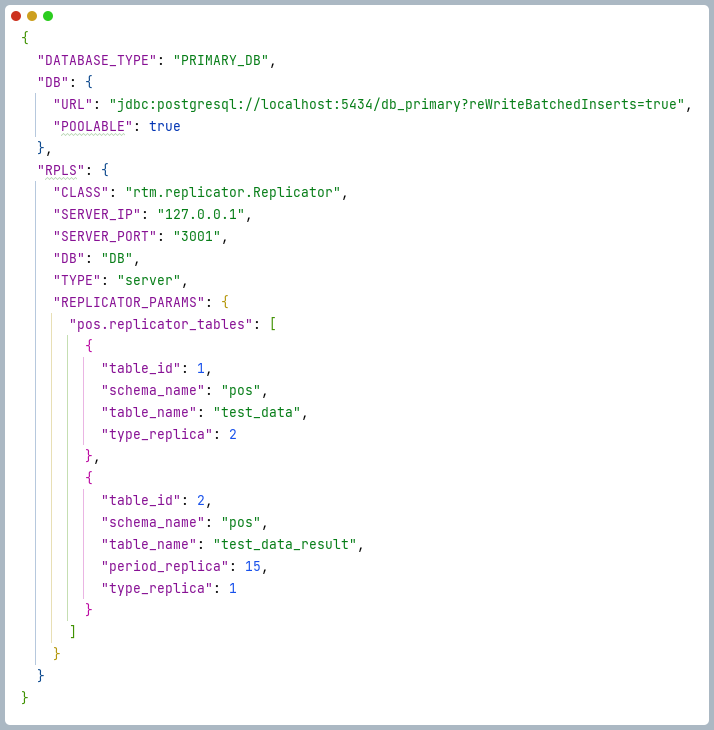 {
  "DATABASE_TYPE": "PRIMARY_DB",
  "DB": {
    "URL": "jdbc:postgresql://localhost:5434/db_primary?reWriteBatchedInserts=true",
    "POOLABLE": true
  },
  "RPLS": {
    "CLASS": "rtm.replicator.Replicator",
    "SERVER_IP": "127.0.0.1",
    "SERVER_PORT": "3001",
    "DB": "DB",
    "TYPE": "server",
    "REPLICATOR_PARAMS": {
      "pos.replicator_tables": [
        {
          "table_id": 1,
          "schema_name": "pos",
          "table_name": "test_data",
          "type_replica": 2
        },
        {
          "table_id": 2,
          "schema_name": "pos",
          "table_name": "test_data_result",
          "period_replica": 15,
          "type_replica": 1
        }
      ]
    }
  }
}